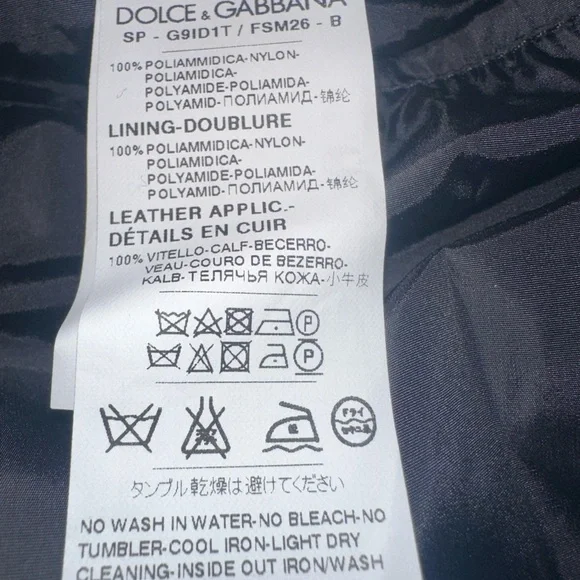 DOLCE & GABBANA
SP - G9ID1T / FSM26 - B
100% POLIAMMIDICA-NYLON-
POLIAMIDICA-
POLYAMIDE-POLIAMIDA-
POLYAMID-ПОЛИАМИД-锦纶
LINING-DOUBLURE
100% POLIAMMIDICA-NYLON-
POLIAMIDICA-
POLYAMIDE-POLIAMIDA-
POLYAMID-ПОЛИАМИД-锦纶
LEATHER APPLIC.-
DÉTAILS EN CUIR
100% VITELLO-CALF-BECERRO-
VEAU-COURO DE BEZERRO-
KALB-ТЕЛЯЧЬЯ КОЖА-小牛皮
P
P
ドライ
タンブル乾燥は避けてください
NO WASH IN WATER-NO BLEACH-NO
TUMBLER-COOL IRON-LIGHT DRY
CLEANING-INSIDE OUT IRON/WASH